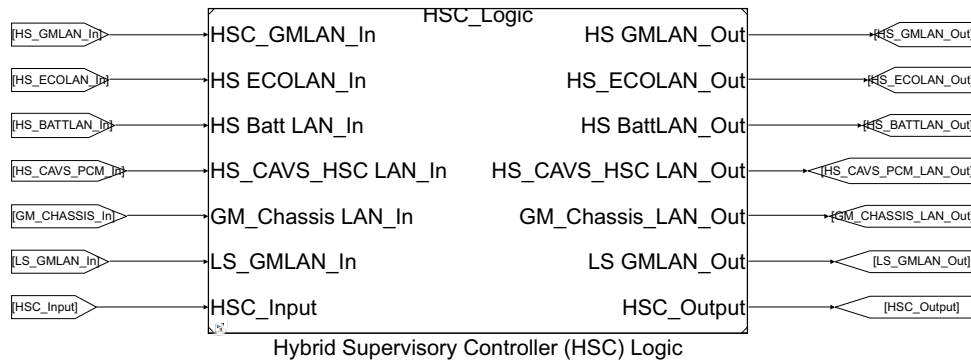 HSC_Logic
[HS_GMLAN_In]
HSC_GMLAN_In
HS GMLAN_Out
[HS_GMLAN_Out]
[HS_ECOLAN_In]
HS ECOLAN_In
HS_ECOLAN_Out
[HS_ECOLAN_Out]
[HS_BATTLAN_In]
HS Batt LAN_In
HS BattLAN_Out
[HS_BATTLAN_Out]
[HS_CAVS_PCM_In]
HS_CAVS_HSC LAN_In
HS_CAVS_HSC LAN_Out
[HS_CAVS_PCM_LAN_Out]
[GM_CHASSIS_In]
GM_Chassis LAN_In
GM_Chassis_LAN_Out
[GM_CHASSIS_LAN_Out]
[LS_GMLAN_In]
LS_GMLAN_In
LS GMLAN_Out
[LS_GMLAN_Out]
[HSC_Input]
HSC_Input
HSC_Output
[HSC_Output]
Hybrid Supervisory Controller (HSC) Logic